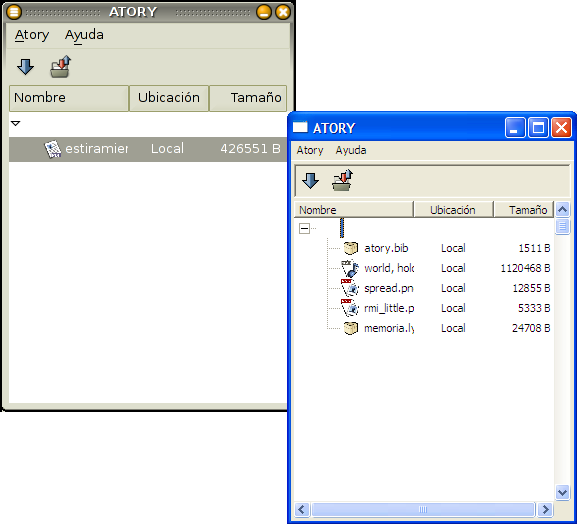 ATORY
Atory Ayuda
Nombre Ubicación Tamaño
estiramier Local 426551 B
ATORY
Atory Ayuda
Nombre Ubicación Tamaño
atory.bib Local 1511 B
world, hold Local 1120468 B
spread.pn Local 12855 B
rmi_little.p Local 5333 B
memoria.ly Local 24708 B